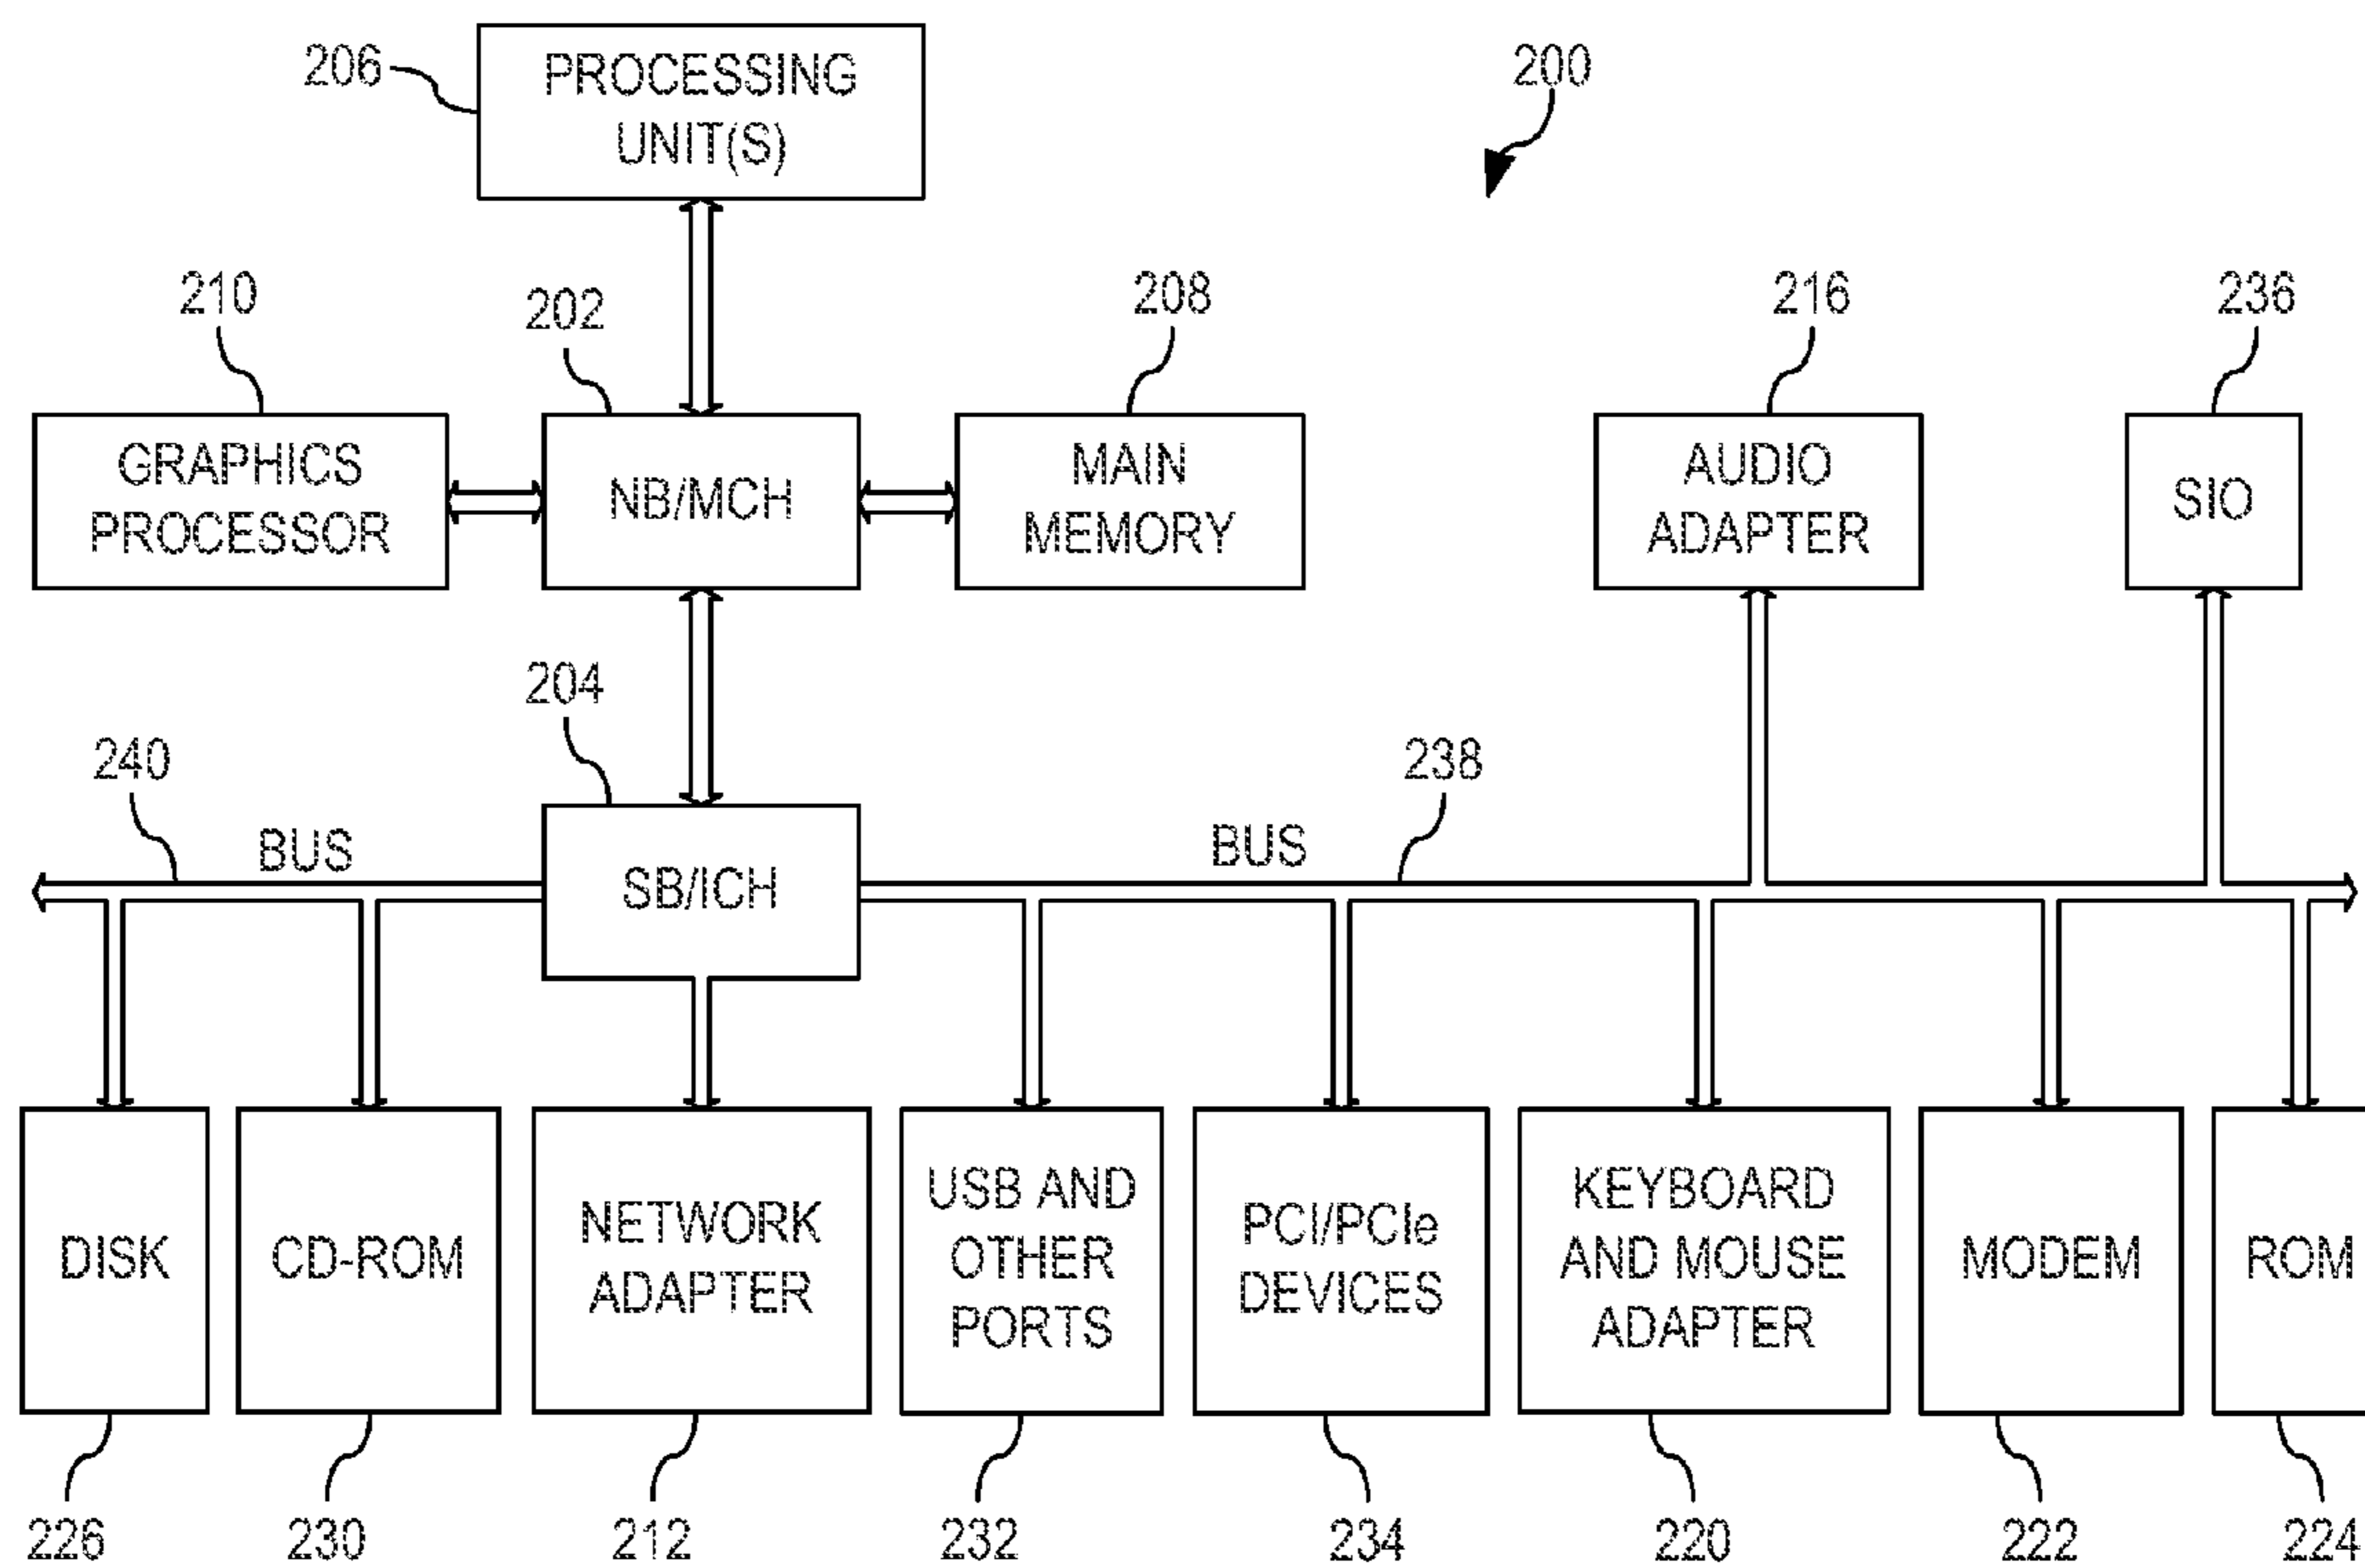 206
PROCESSING
UNIT(S)
200
210
202
208
216
236
GRAPHICS
PROCESSOR
NB/MCH
MAIN
MEMORY
AUDIO
ADAPTER
SIO
204
240
238
BUS
BUS
SB/ICH
DISK
CD-ROM
NETWORK
ADAPTER
USB AND
OTHER
PORTS
PCI/PCIe
DEVICES
KEYBOARD
AND MOUSE
ADAPTER
MODEM
ROM
226
230
212
232
234
220
222
224